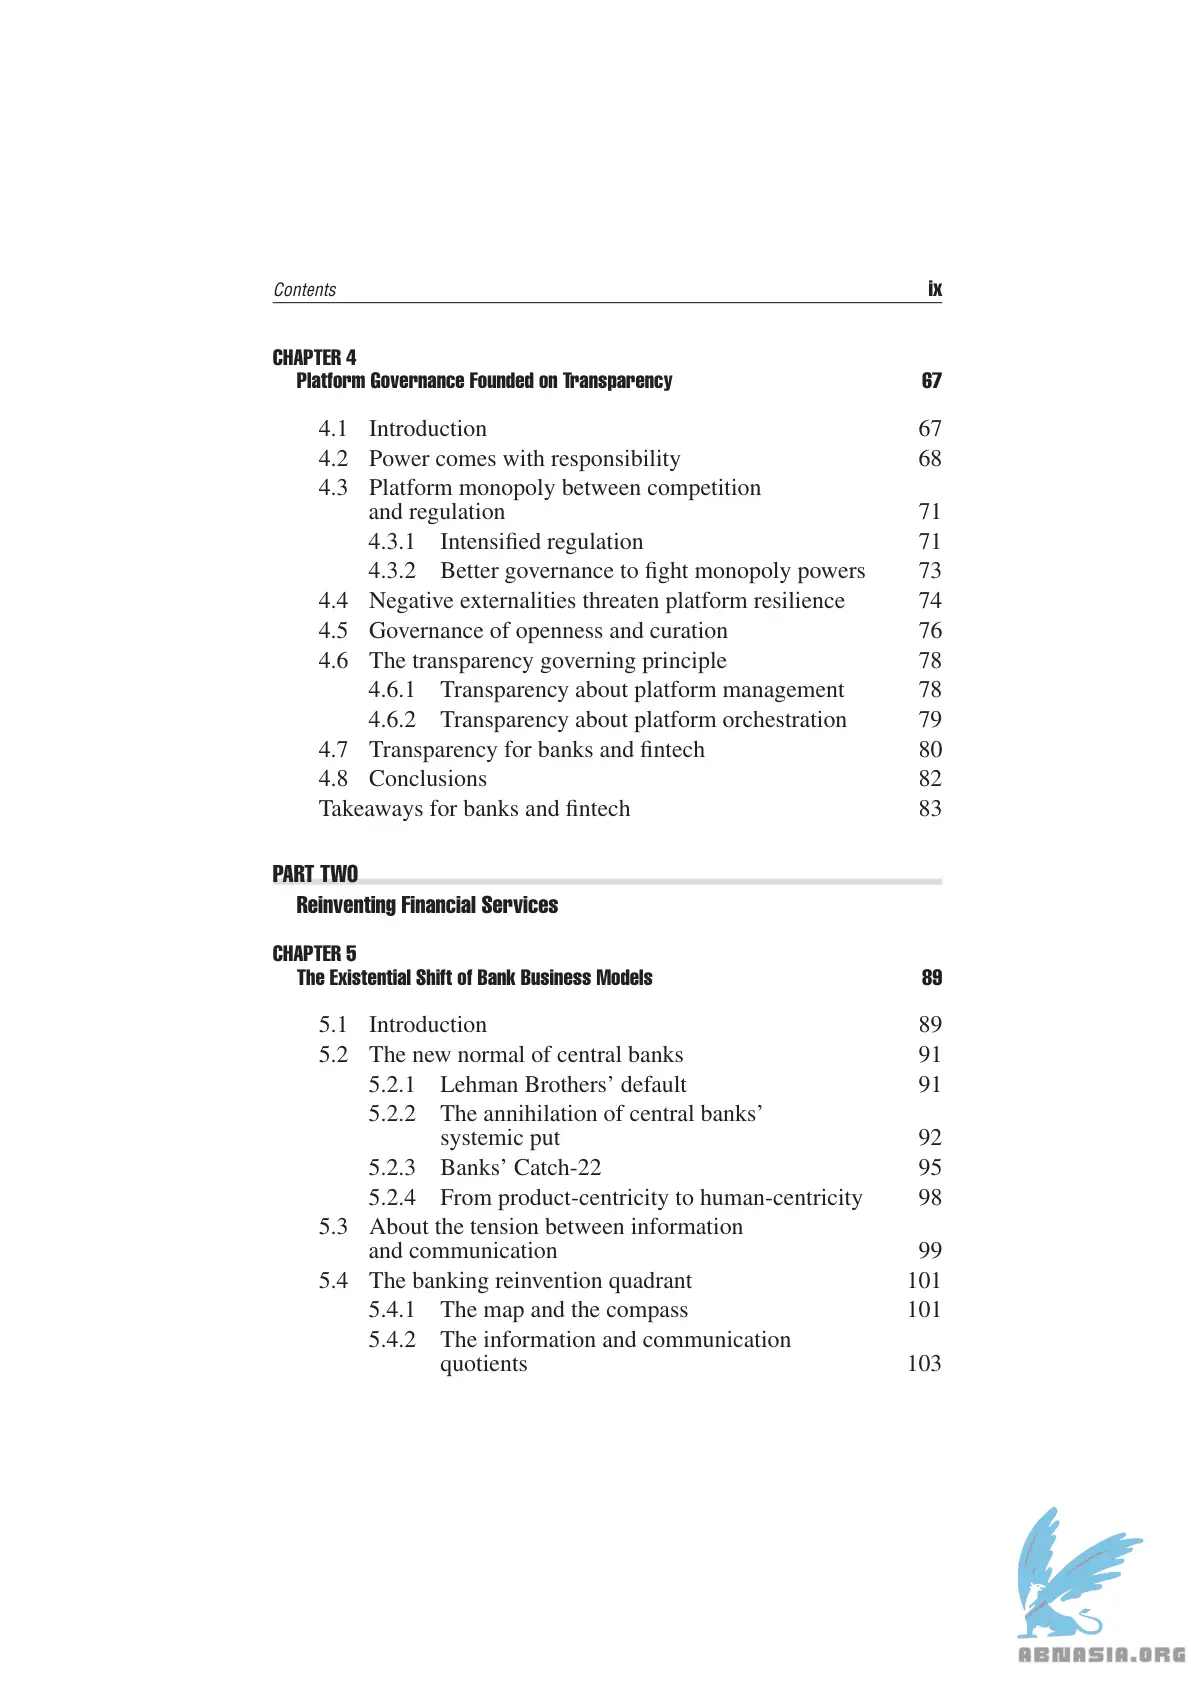 Contents ix
CHAPTER 4
Platform Governance Founded on Transparency 67
4.1 Introduction 67
4.2 Power comes with responsibility 68
4.3 Platform monopoly between competition
and regulation 71
4.3.1 Intensified regulation 71
4.3.2 Better governance to fight monopoly powers 73
4.4 Negative externalities threaten platform resilience 74
4.5 Governance of openness and curation 76
4.6 The transparency governing principle 78
4.6.1 Transparency about platform management 78
4.6.2 Transparency about platform orchestration 79
4.7 Transparency for banks and fintech 80
4.8 Conclusions 82
Takeaways for banks and fintech 83
PART TWO
Reinventing Financial Services
CHAPTER 5
The Existential Shift of Bank Business Models 89
5.1 Introduction 89
5.2 The new normal of central banks 91
5.2.1 Lehman Brothers’ default 91
5.2.2 The annihilation of central banks’
systemic put 92
5.2.3 Banks’ Catch-22 95
5.2.4 From product-centricity to human-centricity 98
5.3 About the tension between information
and communication 99
5.4 The banking reinvention quadrant 101
5.4.1 The map and the compass 101
5.4.2 The information and communication
quotients 103
ABNASIA.ORG